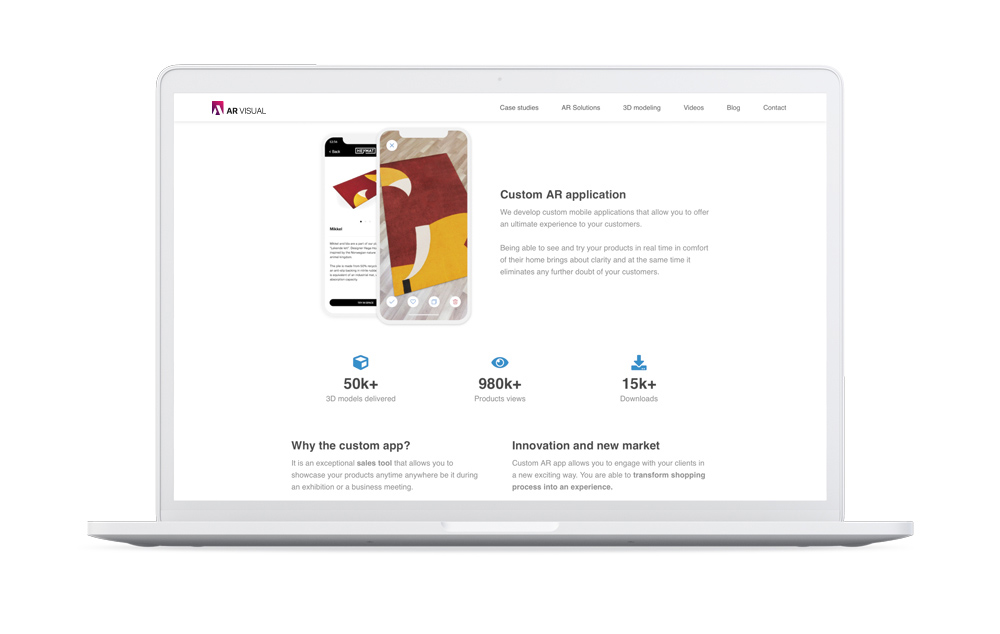 AR VISUAL
Case studies
AR Solutions
3D modeling
Videos
Blog
Contact
< Back
Mikkel
Custom AR application
We develop custom mobile applications that allow you to offer
an ultimate experience to your customers.
Being able to see and try your products in real time in comfort
of their home brings about clarity and at the same time it
eliminates any further doubt of your customers.
50k+
3D models delivered
980k+
Products views
15k+
Downloads
Why the custom app?
It is an exceptional sales tool that allows you to
showcase your products anytime anywhere be it during
an exhibition or a business meeting.
Innovation and new market
Custom AR app allows you to engage with your clients in
a new exciting way. You are able to transform shopping
process into an experience.